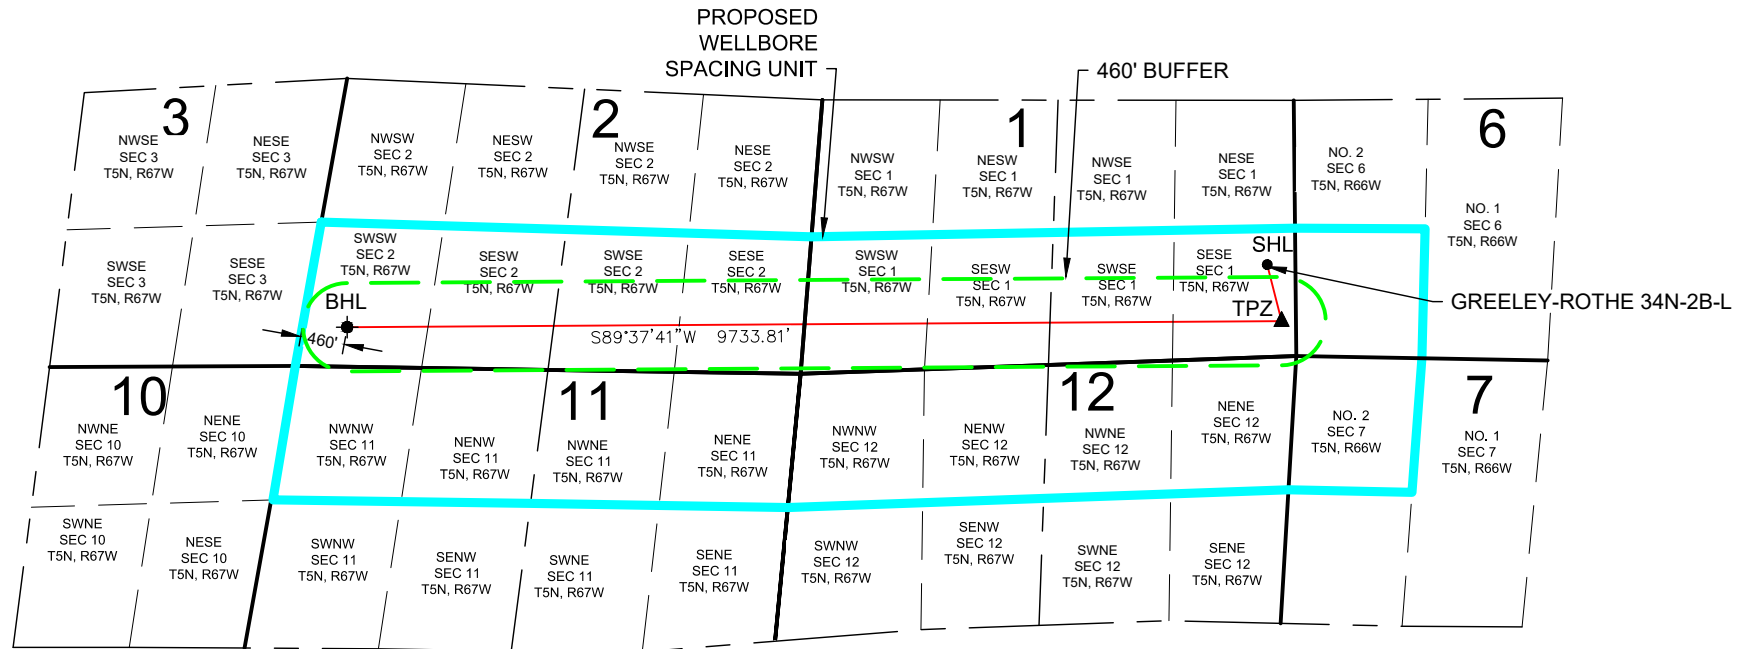 PROPOSED
WELLBORE
SPACING UNIT
460' BUFFER
3
2
1
6
NWSE
SEC 3
T5N, R67W
NESE
SEC 3
T5N, R67W
NWSW
SEC 2
T5N, R67W
NESW
SEC 2
T5N, R67W
NWSE
SEC 2
T5N, R67W
NESE
SEC 2
T5N, R67W
NWSW
SEC 1
T5N, R67W
NESW
SEC 1
T5N, R67W
NWSE
SEC 1
T5N, R67W
NESE
SEC 1
T5N, R67W
NO. 2
SEC 6
T5N, R66W
NO. 1
SEC 6
T5N, R66W
SWSE
SEC 3
T5N, R67W
SESE
SEC 3
T5N, R67W
SWSW
SEC 2
T5N, R67W
SESW
SEC 2
T5N, R67W
SWSE
SEC 2
T5N, R67W
SESE
SEC 2
T5N, R67W
SWSW
SEC 1
T5N, R67W
SESW
SEC 1
T5N, R67W
SWSE
SEC 1
T5N, R67W
SESE
SEC 1
T5N, R67W
SHL
BHL
TPZ
GREELEY-ROTHE 34N-2B-L
460'
S89°37'41"W 9733.81'
10
11
12
7
NWNE
SEC 10
T5N, R67W
NENE
SEC 10
T5N, R67W
NWNW
SEC 11
T5N, R67W
NENW
SEC 11
T5N, R67W
NWNE
SEC 11
T5N, R67W
NENE
SEC 11
T5N, R67W
NWNW
SEC 12
T5N, R67W
NENW
SEC 12
T5N, R67W
NWNE
SEC 12
T5N, R67W
NENE
SEC 12
T5N, R67W
NO. 2
SEC 7
T5N, R66W
NO. 1
SEC 7
T5N, R66W
SWNE
SEC 10
T5N, R67W
NESE
SEC 10
T5N, R67W
SWNW
SEC 11
T5N, R67W
SENW
SEC 11
T5N, R67W
SWNE
SEC 11
T5N, R67W
SENE
SEC 11
T5N, R67W
SWNW
SEC 12
T5N, R67W
SENW
SEC 12
T5N, R67W
SWNE
SEC 12
T5N, R67W
SENE
SEC 12
T5N, R67W